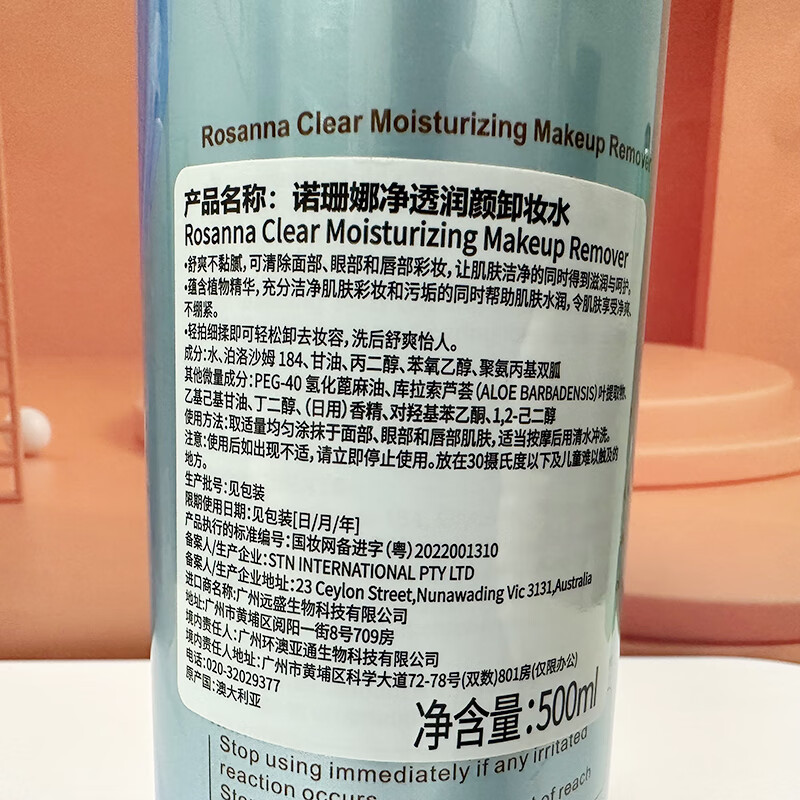 Rosanna Clear Moisturizing Makeup Remover
产品名称：诺珊娜净透润颜卸妆水
Rosanna Clear Moisturizing Makeup Remover
•舒爽不黏腻，可清除面部、眼部和唇部彩妆，让肌肤洁净的同时得到滋润与呵护。
•蕴含植物精华，充分洁净肌肤彩妆和污垢的同时帮助肌肤水润，令肌肤享受净爽、
不绷紧。
•轻拍细揉即可轻松卸去妆容，洗后舒爽怡人。
成分：水、泊洛沙姆 184、甘油、丙二醇、苯氧乙醇、聚氨丙基双胍
其他微量成分：PEG-40 氢化蓖麻油、库拉索芦荟（ALOE BARBADENSIS）叶提取物、
乙基己基甘油、丁二醇、（日用）香精、对羟基苯乙酮、1,2-己二醇
使用方法：取适量均匀涂抹于面部、眼部和唇部肌肤，适当按摩后用清水冲洗。
注意：使用后如出现不适，请立即停止使用。放在30摄氏度以下及儿童难以触及的
地方。
生产批号：见包装
限期使用日期：见包装[日/月/年]
产品执行的标准编号：国妆网备进字（粤）2022001310
备案人/生产企业：STN INTERNATIONAL PTY LTD
备案人/生产企业地址：23 Ceylon Street,Nunawading Vic 3131,Australia
进口商名称:广州远盛生物科技有限公司
地址:广州市黄埔区阅阳一街8号709房
境内责任人：广州环澳亚通生物科技有限公司
境内责任人地址：广州市黄埔区科学大道72-78号(双数)801房(仅限办公)
电话:020-32029377
原产国：澳大利亚
净含量：500ml
Stop using immediately if any irritated
reaction occurs
of reach